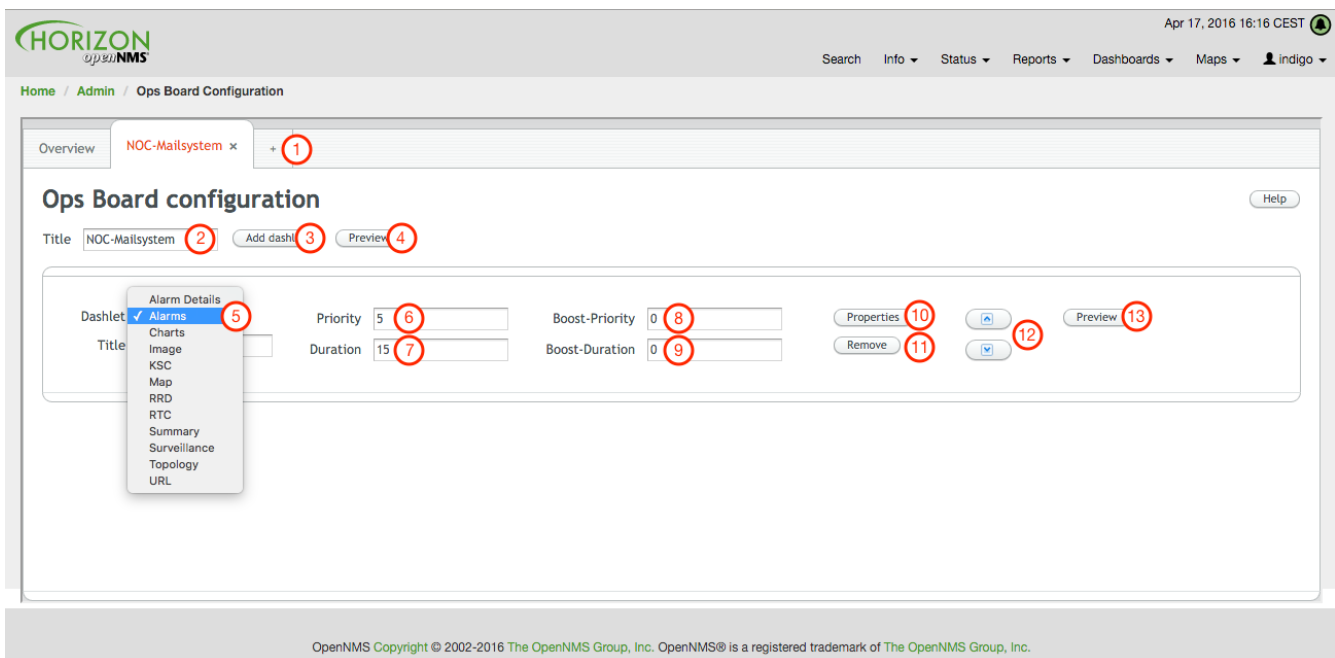 Apr 17, 2016 16:16 CEST
HORIZON
openNMS
Search Info Status Reports Dashboards Maps indigo
Home / Admin / Ops Board Configuration
Overview NOC-Mailsystem × + 1
Ops Board configuration
Help
Title NOC-Mailsystem 2 Add dashl 3 Preview 4
Alarm Details
Dashlet ✓ Alarms 5 Priority 5 6 Boost-Priority 0 8 Properties 10 Preview 13
Charts
12
Title Image Duration 15 7 Boost-Duration 0 9 Remove 11
KSC
Map
RRD
RTC
Summary
Surveillance
Topology
URL
OpenNMS Copyright © 2002-2016 The OpenNMS Group, Inc. OpenNMS® is a registered trademark of The OpenNMS Group, Inc.